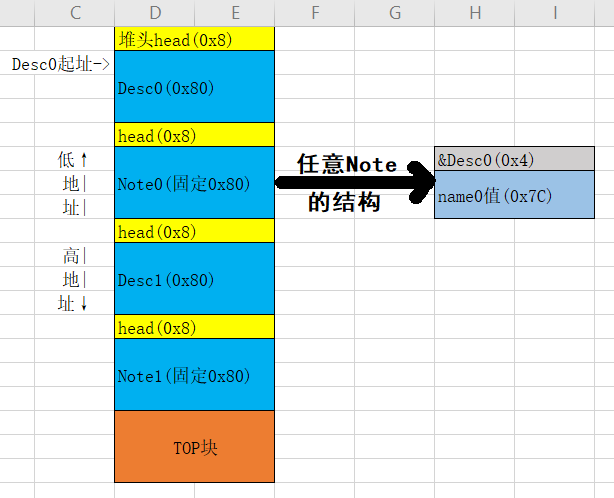 C D E F G H I
堆头head(0x8)
Desc0起址->
Desc0(0x80)
head(0x8)
低↑
地|
址|
Note0(固定0x80)
任意Note
的结构
&Desc0(0x4)
name0值(0x7C)
head(0x8)
高|
地|
址↓
Desc1(0x80)
head(0x8)
Note1(固定0x80)
TOP块